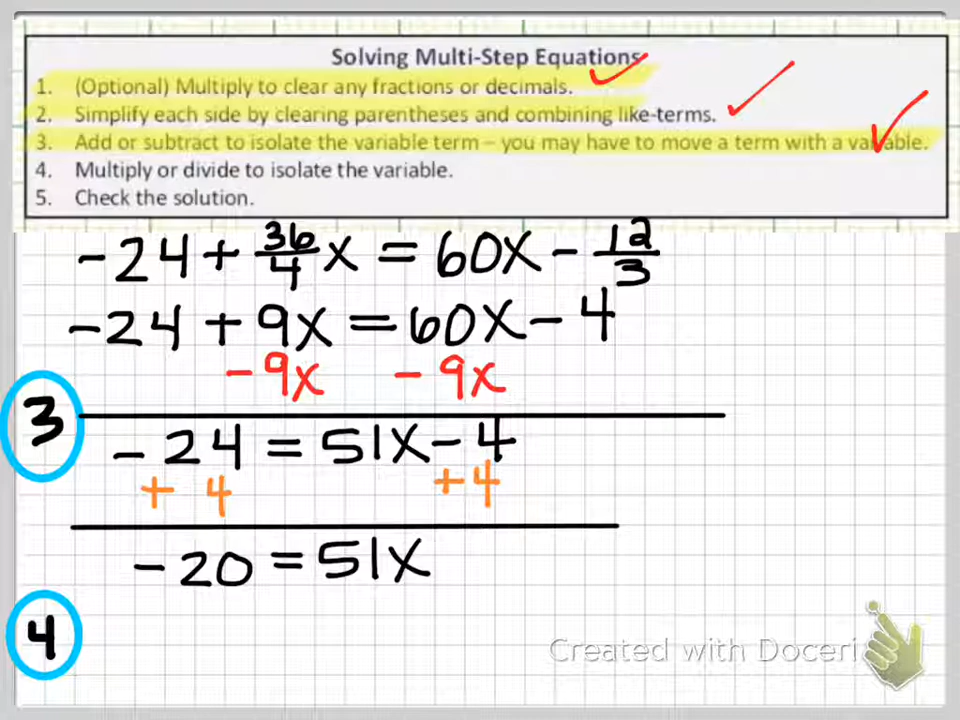 Solving Multi-Step Equations
1. (Optional) Multiply to clear any fractions or decimals.
2. Simplify each side by clearing parentheses and combining like-terms.
3. Add or subtract to isolate the variable term – you may have to move a term with a variable.
4. Multiply or divide to isolate the variable.
5. Check the solution.
-24 + 36/4 x = 60x - 12/3
-24 + 9x = 60x - 4
-9x -9x
3
-24 = 51x - 4
+ 4 +4
-20 = 51x
4
Created with Doceri